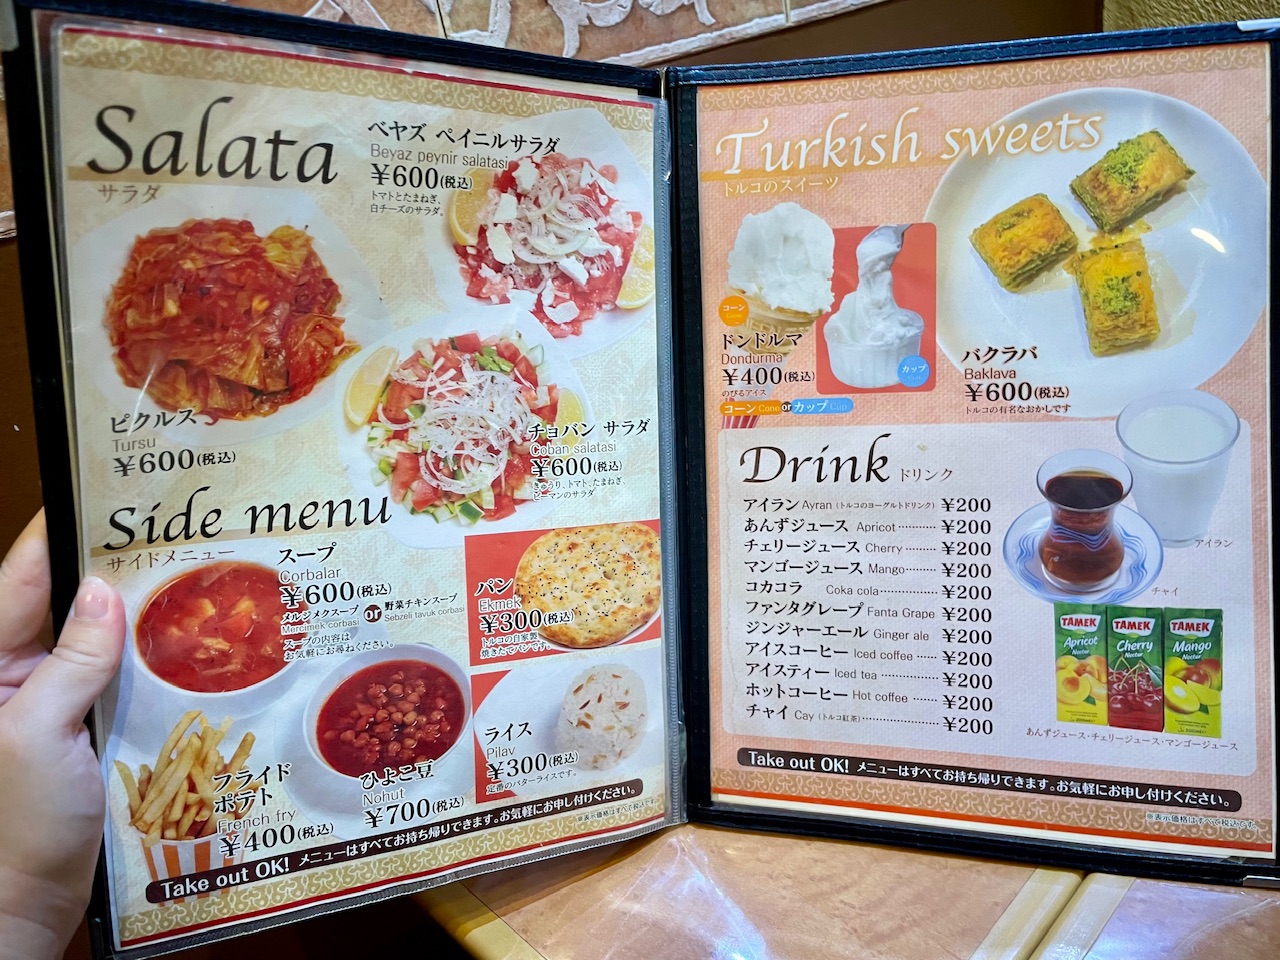 Salata
サラダ
ベヤズ ペイニルサラダ
Beyaz peynir salatasi
¥600(税込)
トマトとたまねぎ、
白チーズのサラダ。
ピクルス
Tursu
¥600(税込)
チョバン サラダ
Coban salatasi
¥600(税込)
きゅうり、トマト、たまねぎ、
ピーマンのサラダ
Side menu
サイドメニュー
スープ
Corbalar
¥600(税込)
メルジメクスープ or 野菜チキンスープ
Mercimek corbasi Sebzeli tavuk corbasi
スープの内容は
お気軽にお尋ねください。
パン
Ekmek
¥300(税込)
トルコの自家製
焼きたてパンです。
フライド
ポテト
French fry
¥400(税込)
ひよこ豆
Nohut
¥700(税込)
ライス
Pilav
¥300(税込)
定番のバターライスです。
Take out OK! メニューはすべてお持ち帰りできます。お気軽にお申し付けください。
※表示価格はすべて税込です。
Turkish sweets
トルコのスイーツ
コーン
Cone
カップ
ドンドルマ
Dondurma
¥400(税込)
のびるアイス
コーン Cone or カップ Cup
バクラバ
Baklava
¥600(税込)
トルコの有名なおかしです
Drink ドリンク
アイラン Ayran (トルコのヨーグルトドリンク) ¥200
あんずジュース Apricot ¥200
チェリージュース Cherry ¥200
マンゴージュース Mango ¥200
コカコラ Coka cola ¥200
ファンタグレープ Fanta Grape ¥200
ジンジャーエール Ginger ale ¥200
アイスコーヒー Iced coffee ¥200
アイスティー Iced tea ¥200
ホットコーヒー Hot coffee ¥200
チャイ Cay (トルコ紅茶) ¥200
アイラン
チャイ
TAMEK
Apricot
Nectar
TAMEK
Cherry
Nectar
TAMEK
Mango
Nectar
あんずジュース・チェリージュース・マンゴージュース
Take out OK! メニューはすべてお持ち帰りできます。お気軽にお申し付けください。
※表示価格はすべて税込です。